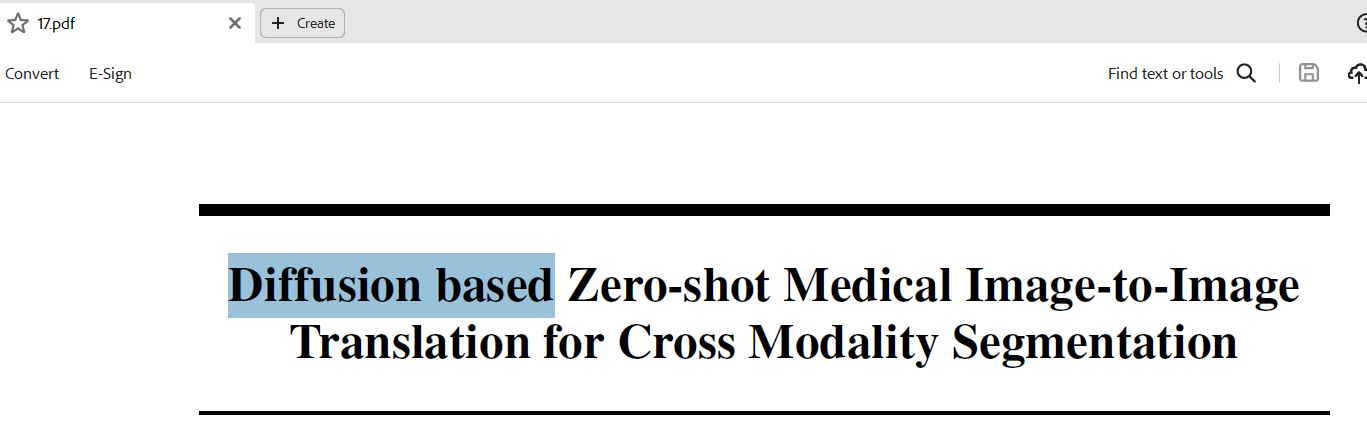 17.pdf
Create
Convert E-Sign Find text or tools
Diffusion based Zero-shot Medical Image-to-Image
Translation for Cross Modality Segmentation